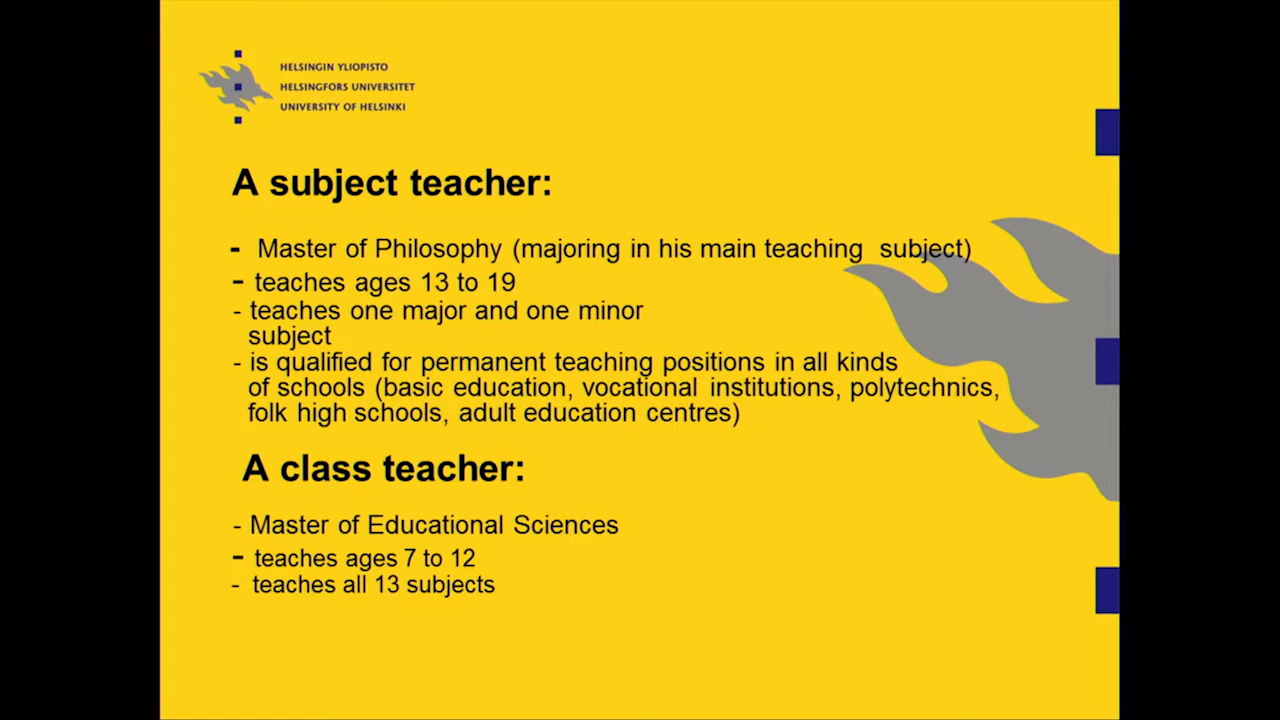 HELSINGIN YLIOPISTO
HELSINGFORS UNIVERSITET
UNIVERSITY OF HELSINKI
A subject teacher:
- Master of Philosophy (majoring in his main teaching subject)
- teaches ages 13 to 19
- teaches one major and one minor
subject
- is qualified for permanent teaching positions in all kinds
of schools (basic education, vocational institutions, polytechnics,
folk high schools, adult education centres)
A class teacher:
- Master of Educational Sciences
- teaches ages 7 to 12
- teaches all 13 subjects